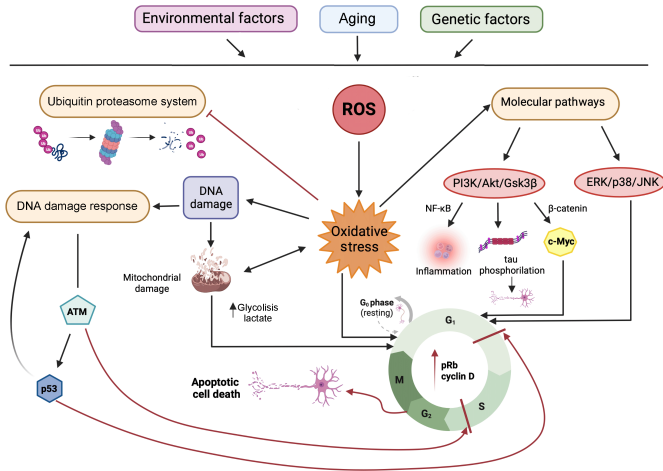 Environmental factors
Aging
Genetic factors
Ubiquitin proteasome system
ROS
Molecular pathways
DNA damage response
DNA
damage
Oxidative
stress
PI3K/Akt/Gsk3β
ERK/p38/JNK
NF-κB
β-catenin
c-Myc
Inflammation
tau
phosphorilation
Mitochondrial
damage
Glycolisis
lactate
G₀ phase
(resting)
G₁
ATM
p53
pRb
cyclin D
M
S
G₂
Apoptotic
cell death